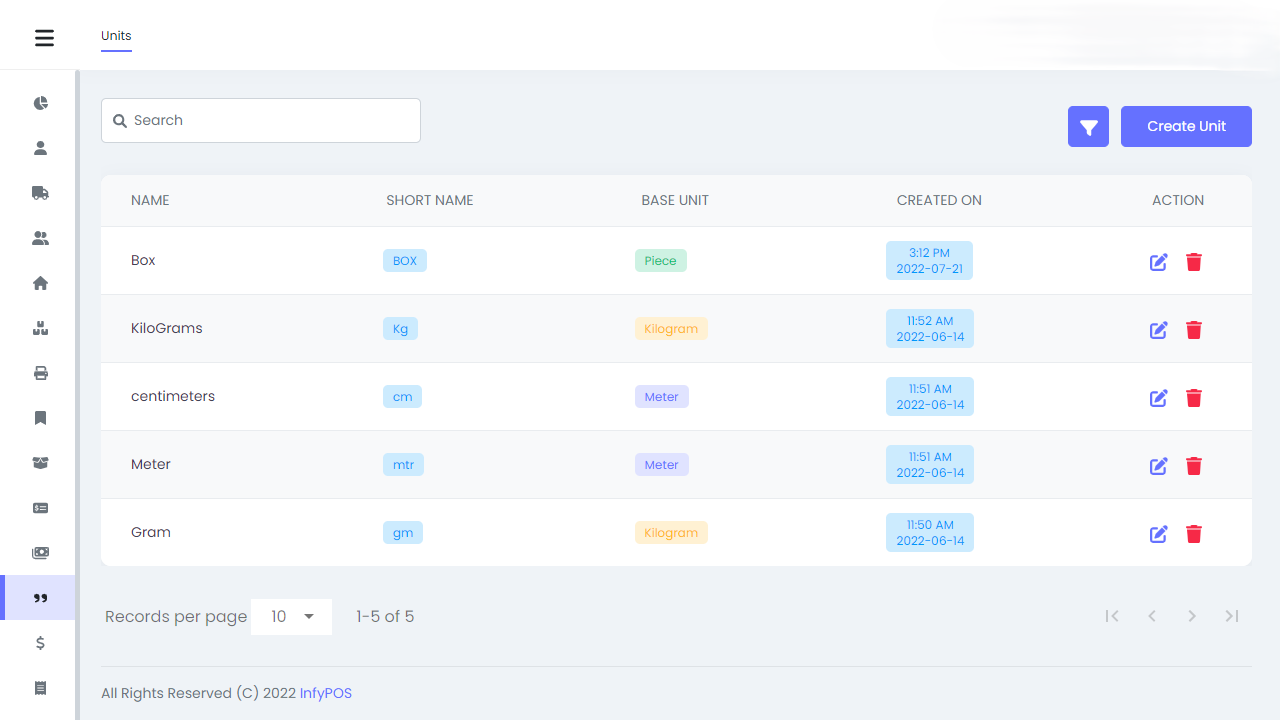 Units
Search
Create Unit
NAME SHORT NAME BASE UNIT CREATED ON ACTION
Box BOX Piece 3:12 PM 2022-07-21
KiloGrams Kg Kilogram 11:52 AM 2022-06-14
centimeters cm Meter 11:51 AM 2022-06-14
Meter mtr Meter 11:51 AM 2022-06-14
Gram gm Kilogram 11:50 AM 2022-06-14
Records per page 10 1-5 of 5
All Rights Reserved (C) 2022 InfyPOS